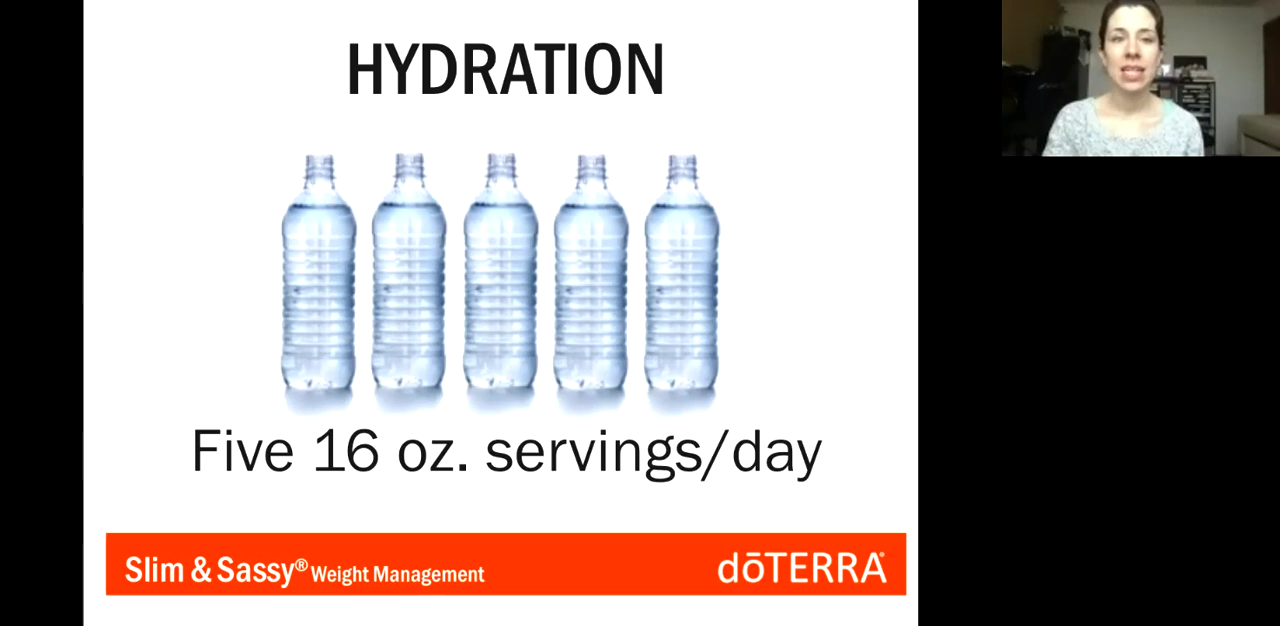 HYDRATION
Five 16 oz. servings/day
Slim & Sassy® Weight Management
dōTERRA®